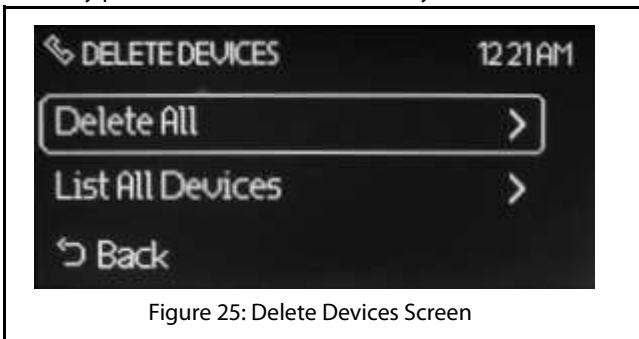 DELETE DEVICES 12 21 AM
Delete All >
List All Devices >
Back
Figure 25: Delete Devices Screen